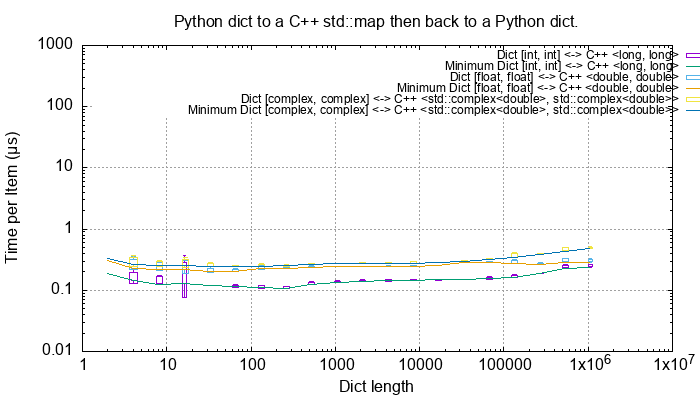 Python dict to a C++ std::map then back to a Python dict.
1000
Dict [int, int] <-> C++ <long, long>
Minimum Dict [int, int] <-> C++ <long, long>
Dict [float, float] <-> C++ <double, double>
Minimum Dict [float, float] <-> C++ <double, double>
100
Dict [complex, complex] <-> C++ <std::complex<double>, std::complex<double>>
Minimum Dict [complex, complex] <-> C++ <std::complex<double>, std::complex<double>>
10
1
0.1
0.01
Time per Item (µs)
1 10 100 1000 10000 100000 1x10⁶ 1x10⁷
Dict length